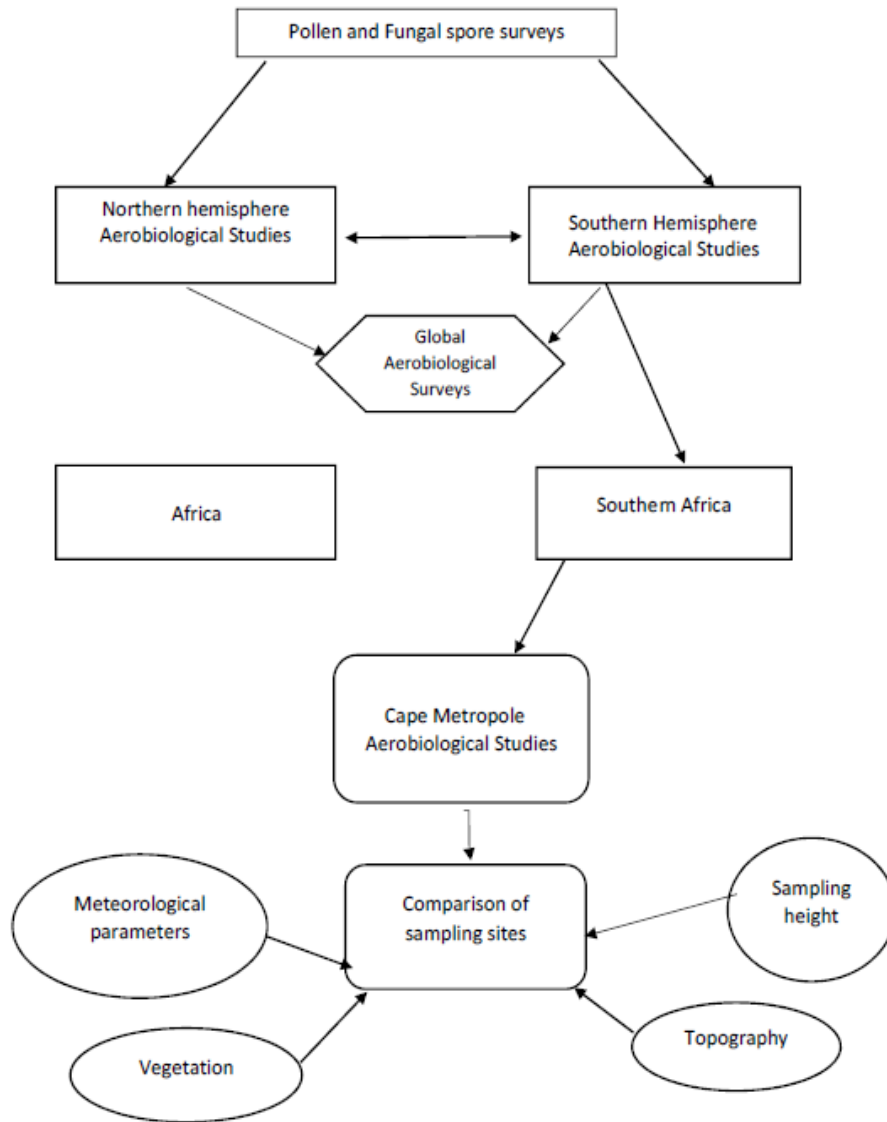 Pollen and Fungal spore surveys
Northern hemisphere
Aerobiological Studies
Southern Hemisphere
Aerobiological Studies
Global
Aerobiological
Surveys
Africa
Southern Africa
Cape Metropole
Aerobiological Studies
Meteorological
parameters
Comparison of
sampling sites
Sampling
height
Vegetation
Topography